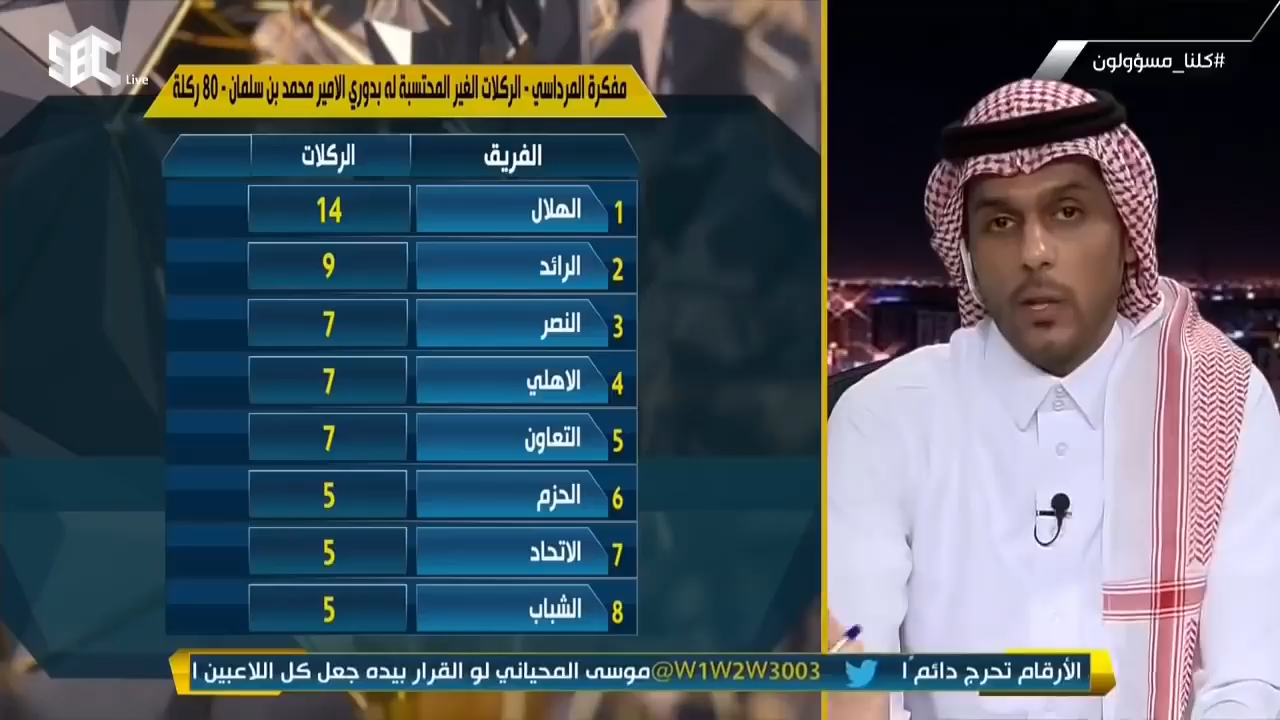 SBC Live
#كلنا_مسؤولون
مفكرة المرداسي - الركلات الغير المحتسبة له بدوري الامير محمد بن سلمان - 80 ركلة
الفريق الركلات
1 الهلال 14
2 الرائد 9
3 النصر 7
4 الاهلي 7
5 التعاون 7
6 الحزم 5
7 الاتحاد 5
8 الشباب 5
الأرقام تحرج دائم ًا @W1W2W3003 موسى المحياني لو القرار بيده جعل كل اللاعبين ا